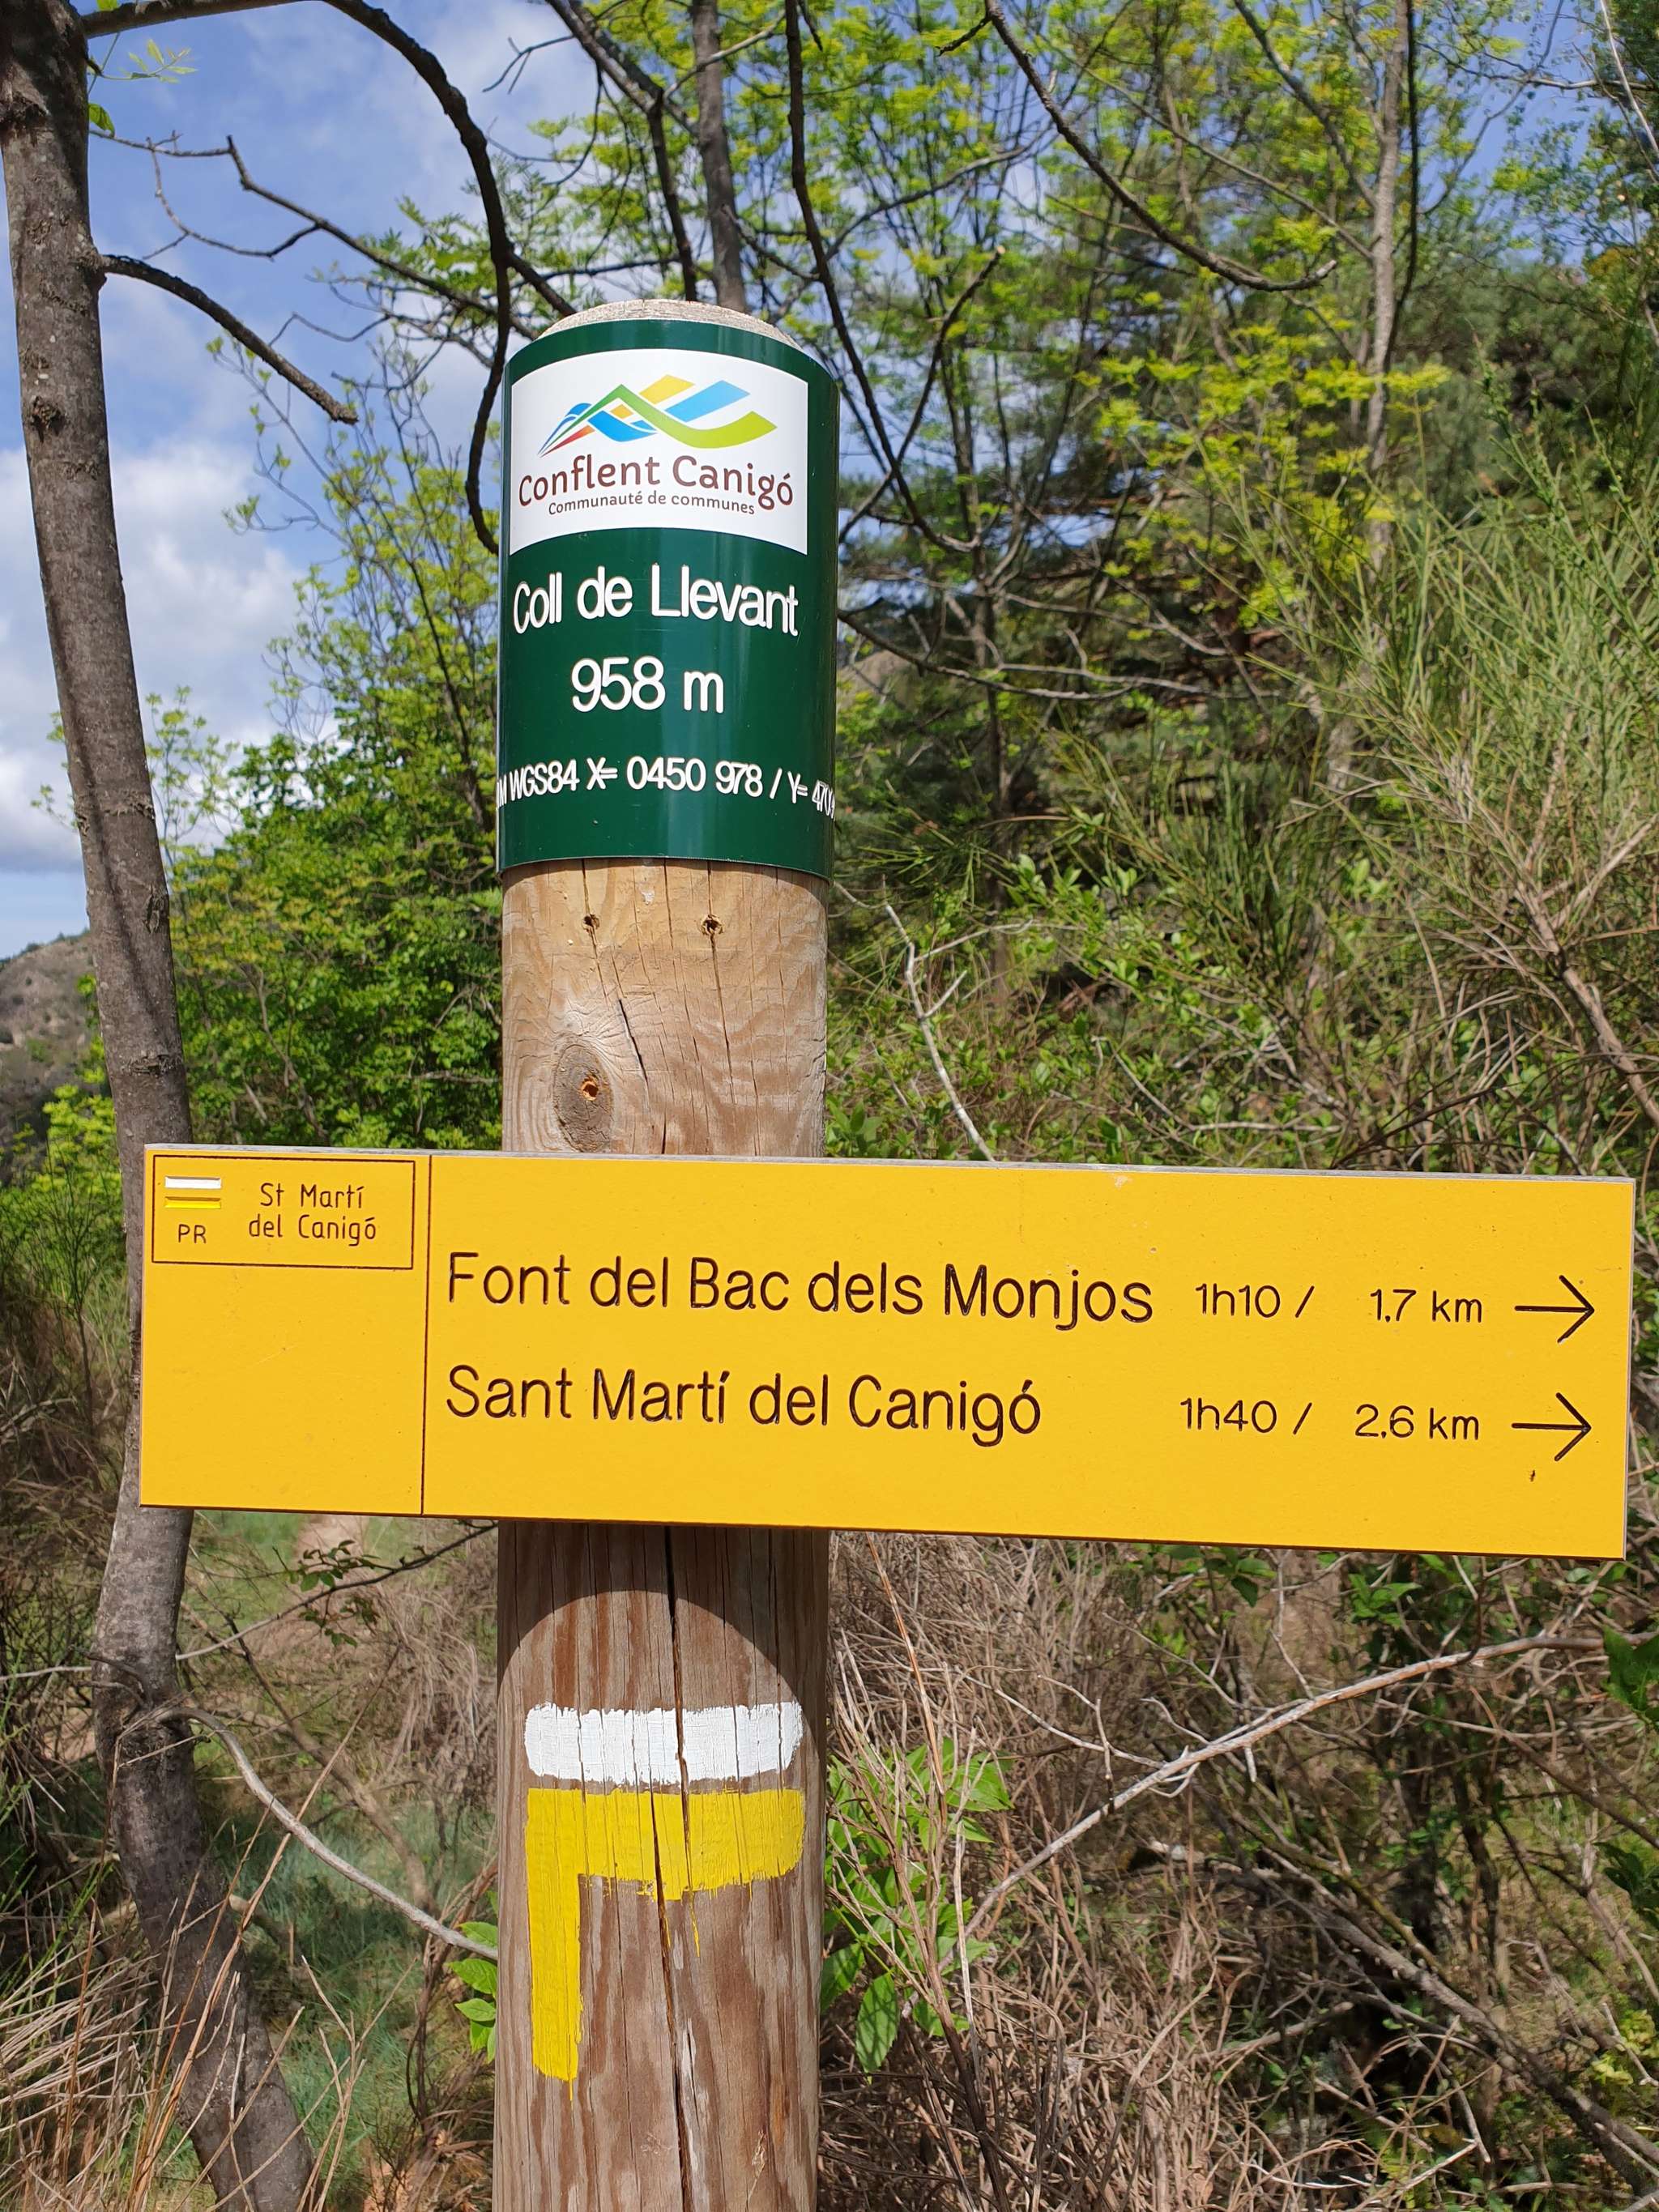 Conflent Canigó
Communauté de communes
Coll de Llevant
958 m
WGS84 X= 0450 978 / Y=
St Martí
PR del Canigó
Font del Bac dels Monjos 1h10 / 1,7 km →
Sant Martí del Canigó 1h40 / 2,6 km →